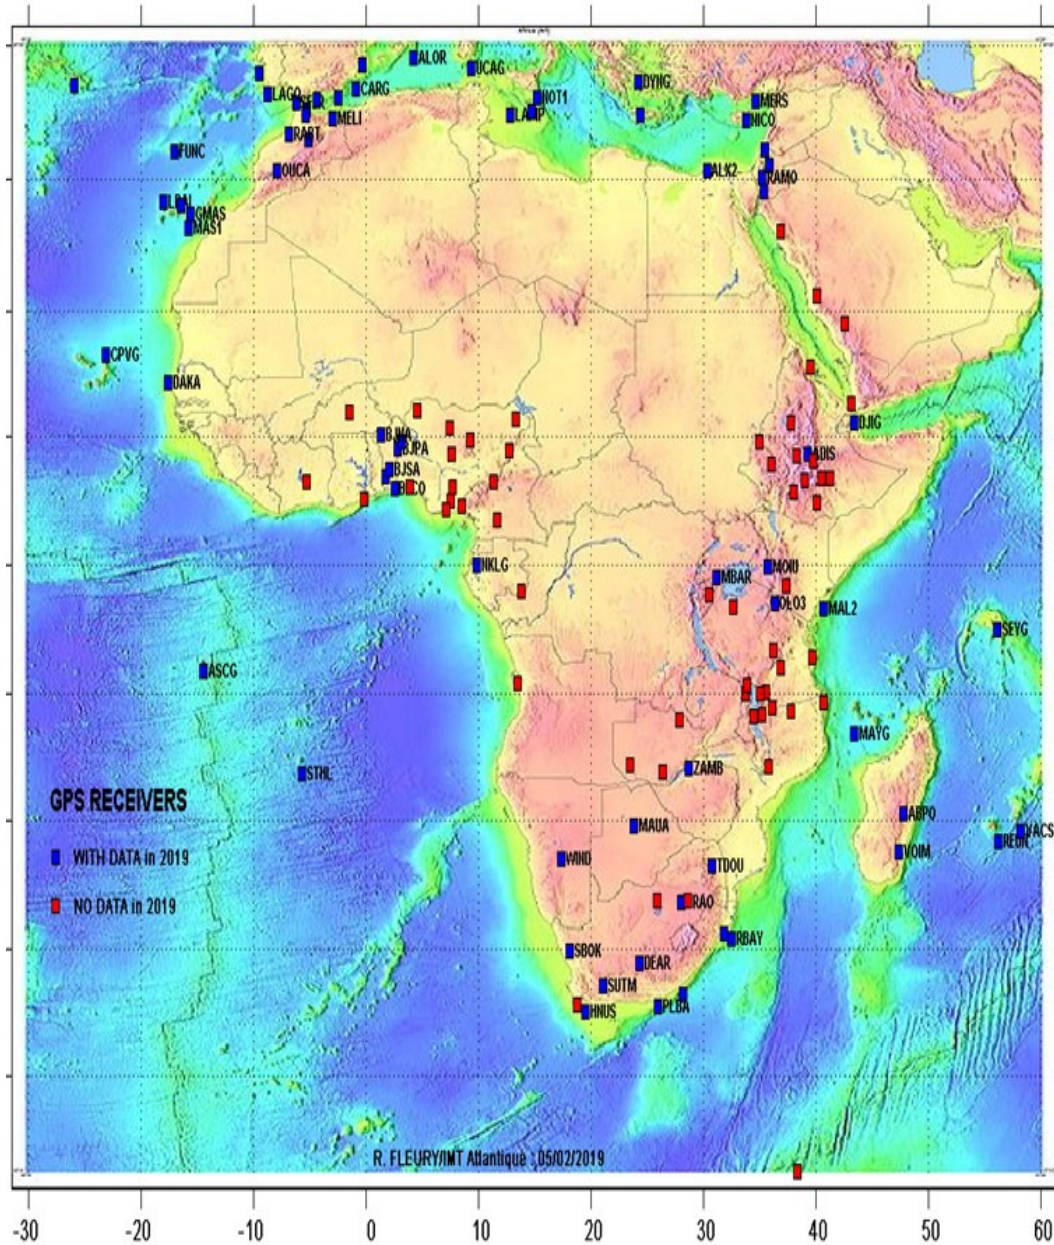 ALOR
UCAG
DYNG
CARG
LAGO
NOT1
MERS
LAMP
MELI
NICO
RABT
FUNC
OUCA
ALX2
RAMO
LPAL
GMAS
MAS1
CPVG
DAKA
DJIG
BJNA
BJPA
ADIS
BJSA
BJCO
NKLG
MOIU
MBAR
OLO3
MAL2
SEYG
ASCG
MAYG
STHL
ZAMB
GPS RECEIVERS
ABPO
MAUA
VACS
REUN
WITH DATA in 2019
WIND
VOIM
TDOU
NO DATA in 2019
RAO
RBAY
SBOK
DEAR
SUTM
HNUS
PLBA
R. FLEURY/IMT Atlantique : 05/02/2019
-30 -20 -10 0 10 20 30 40 50 60